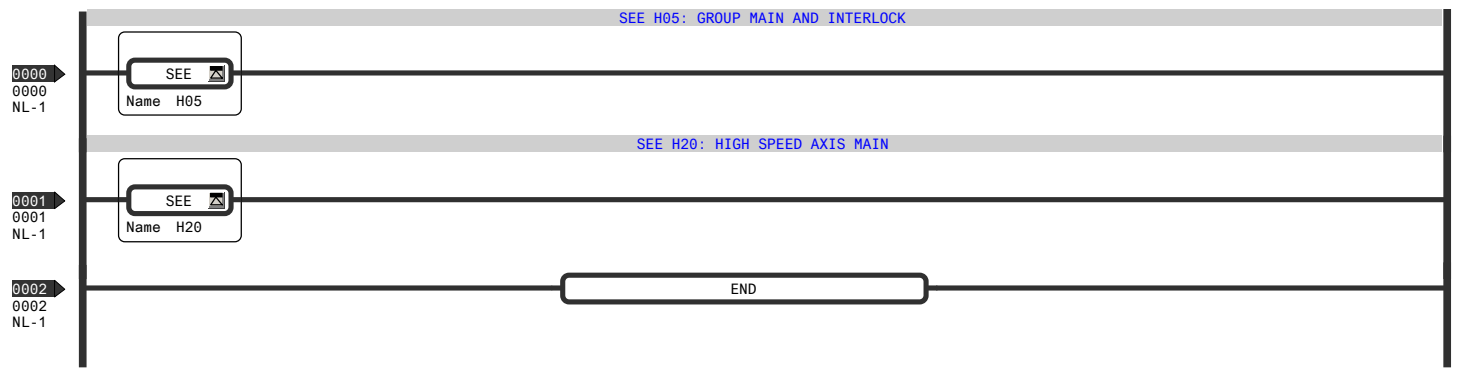 SEE H05: GROUP MAIN AND INTERLOCK
0000
SEE
0000
NL-1
Name H05
SEE H20: HIGH SPEED AXIS MAIN
0001
SEE
0001
NL-1
Name H20
0002
END
0002
NL-1